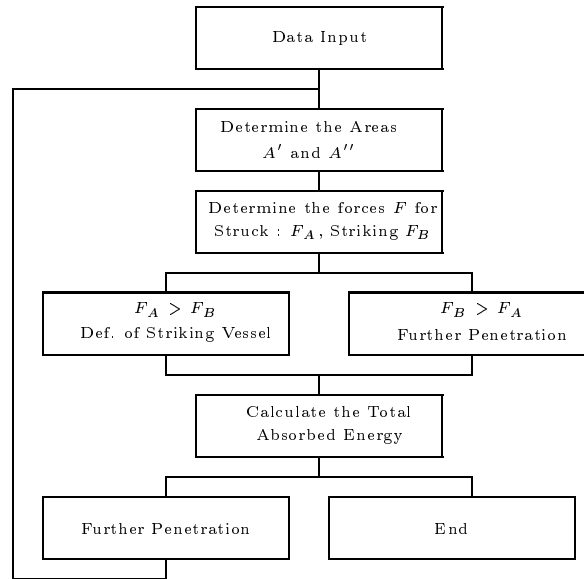 Data Input
Determine the Areas
A′ and A′′
Determine the forces F for
Struck : F_A, Striking F_B
F_A > F_B
Def. of Striking Vessel
F_B > F_A
Further Penetration
Calculate the Total
Absorbed Energy
Further Penetration
End